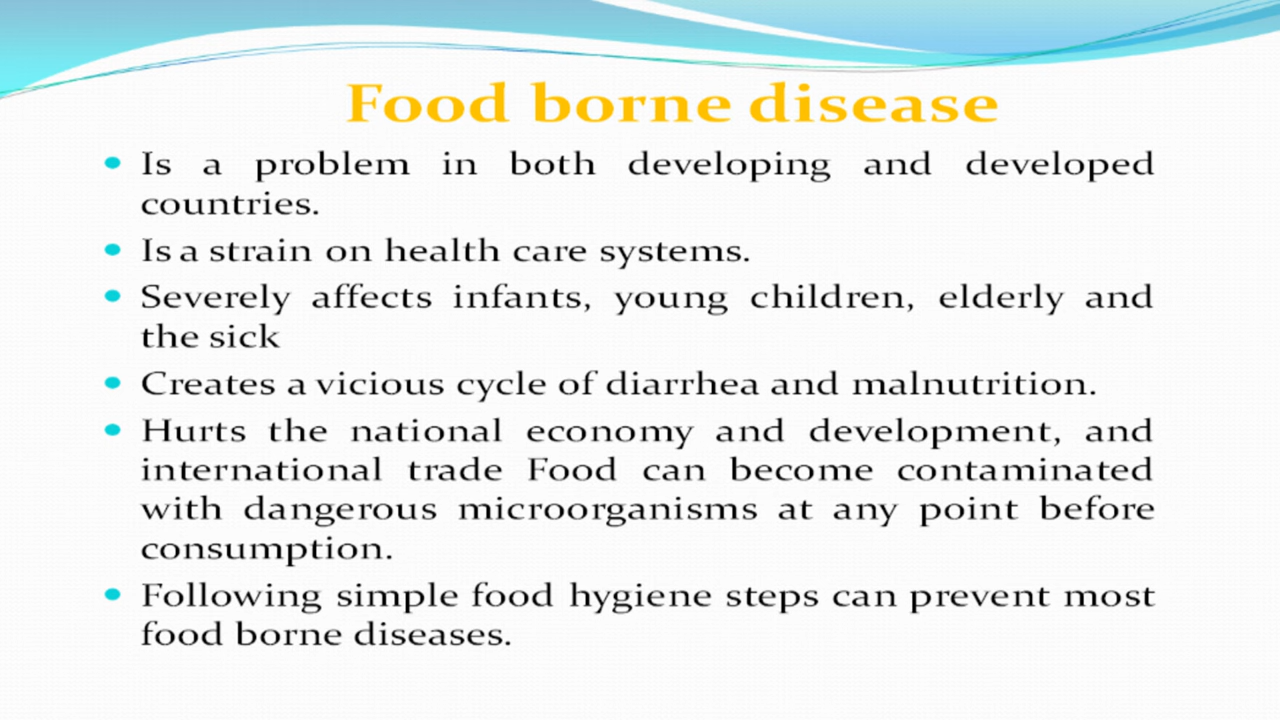 Food borne disease
Is a problem in both developing and developed
countries.
Is a strain on health care systems.
Severely affects infants, young children, elderly and
the sick
Creates a vicious cycle of diarrhea and malnutrition.
Hurts the national economy and development, and
international trade Food can become contaminated
with dangerous microorganisms at any point before
consumption.
Following simple food hygiene steps can prevent most
food borne diseases.